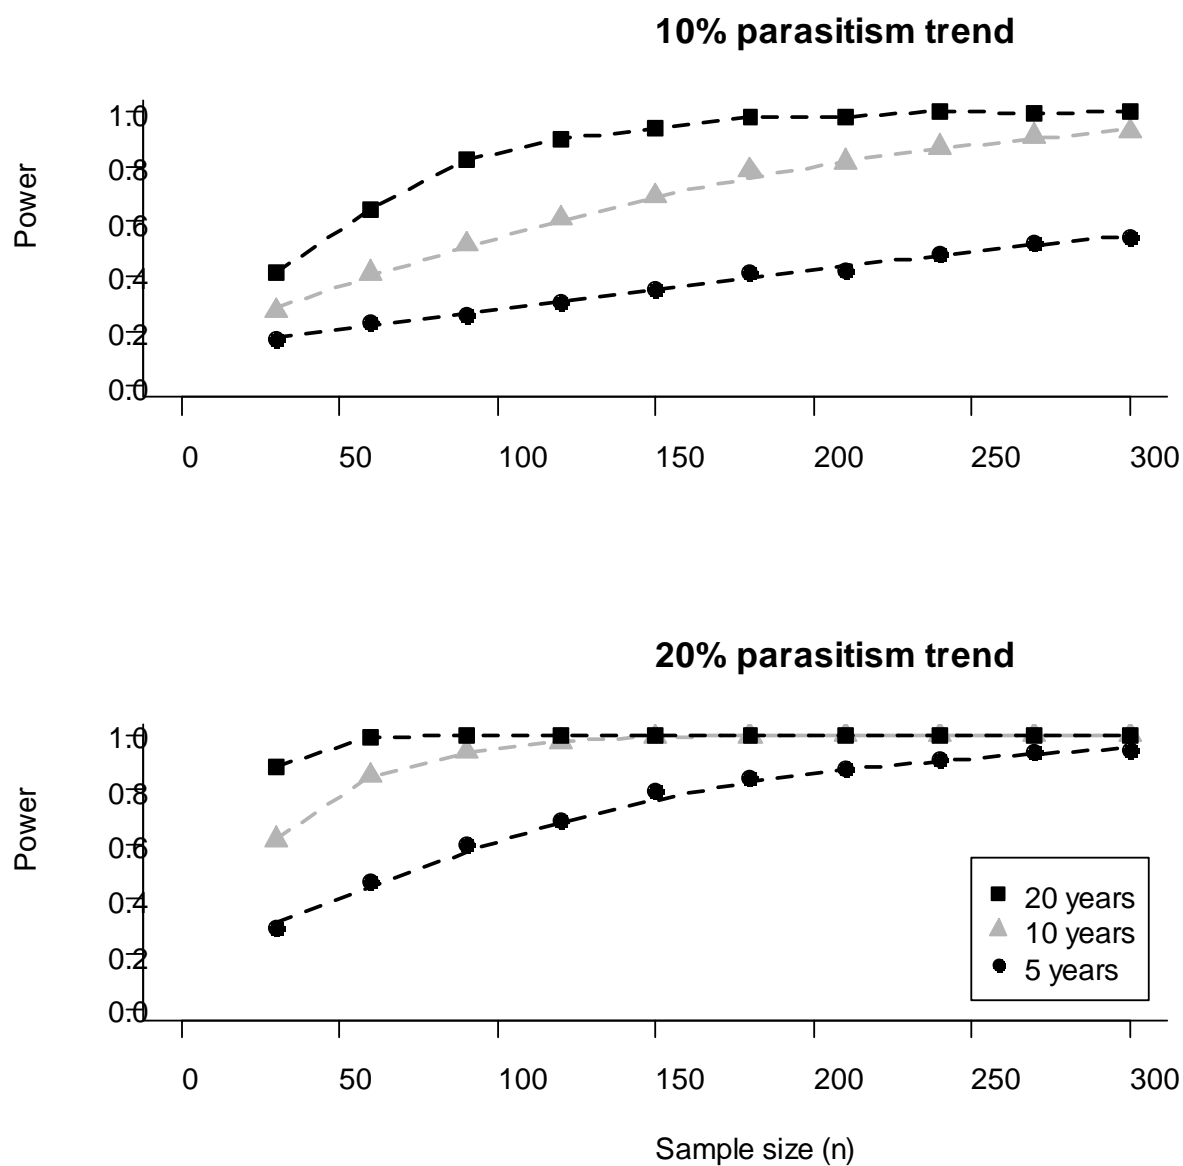 10% parasitism trend
Power
1.0
0.8
0.6
0.4
0.2
0.0
0 50 100 150 200 250 300
20% parasitism trend
Power
1.0
0.8
0.6
0.4
0.2
0.0
20 years
10 years
5 years
0 50 100 150 200 250 300
Sample size (n)